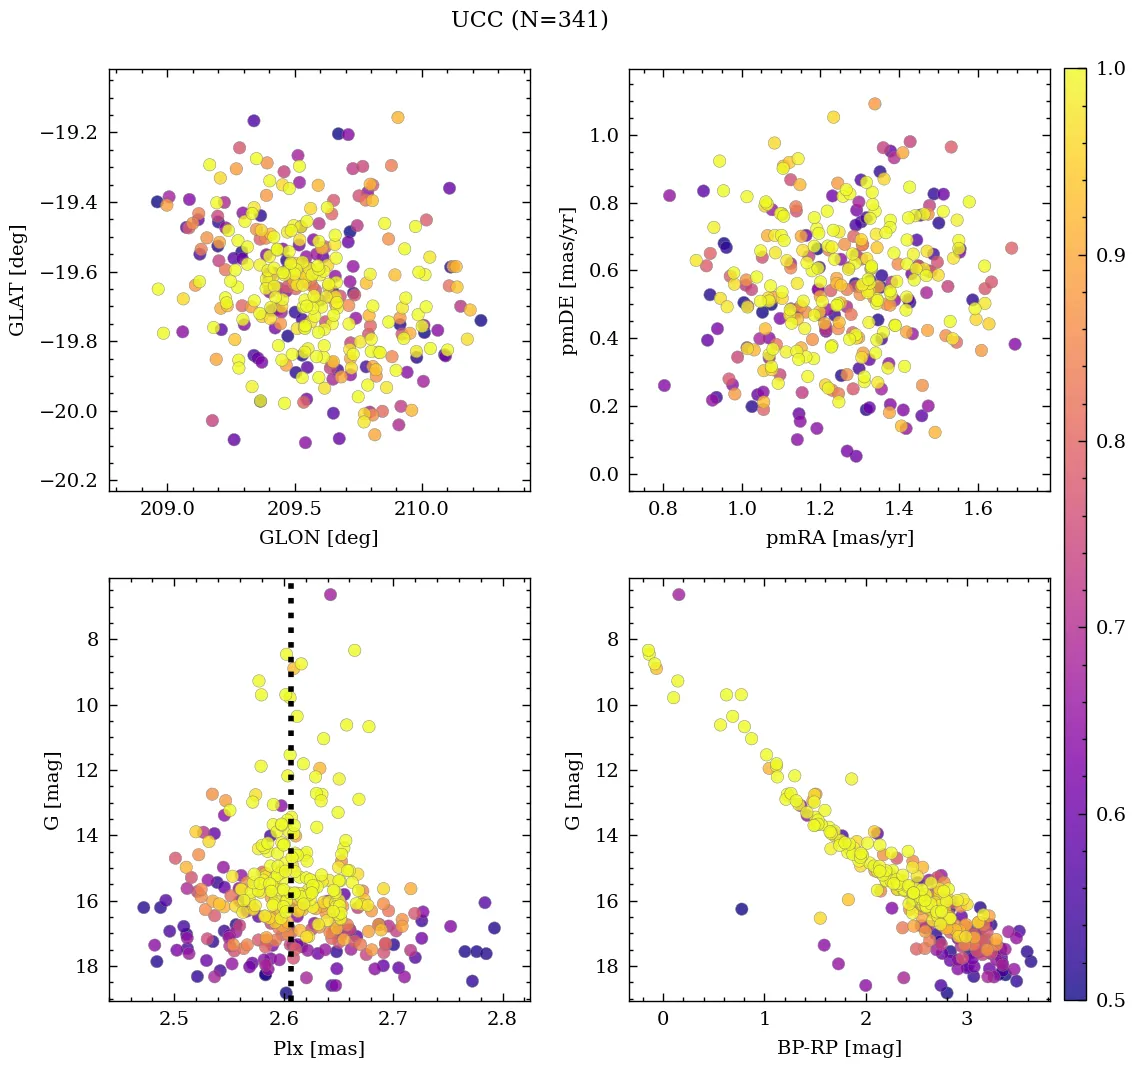 UCC (N=341)
−19.2
−19.4
−19.6
−19.8
−20.0
−20.2
GLAT [deg]
209.0 209.5 210.0
GLON [deg]
1.0
0.8
0.6
0.4
0.2
0.0
pmDE [mas/yr]
0.8 1.0 1.2 1.4 1.6
pmRA [mas/yr]
8
10
12
14
16
18
G [mag]
2.5 2.6 2.7 2.8
Plx [mas]
8
10
12
14
16
18
G [mag]
0 1 2 3
BP-RP [mag]
1.0
0.9
0.8
0.7
0.6
0.5